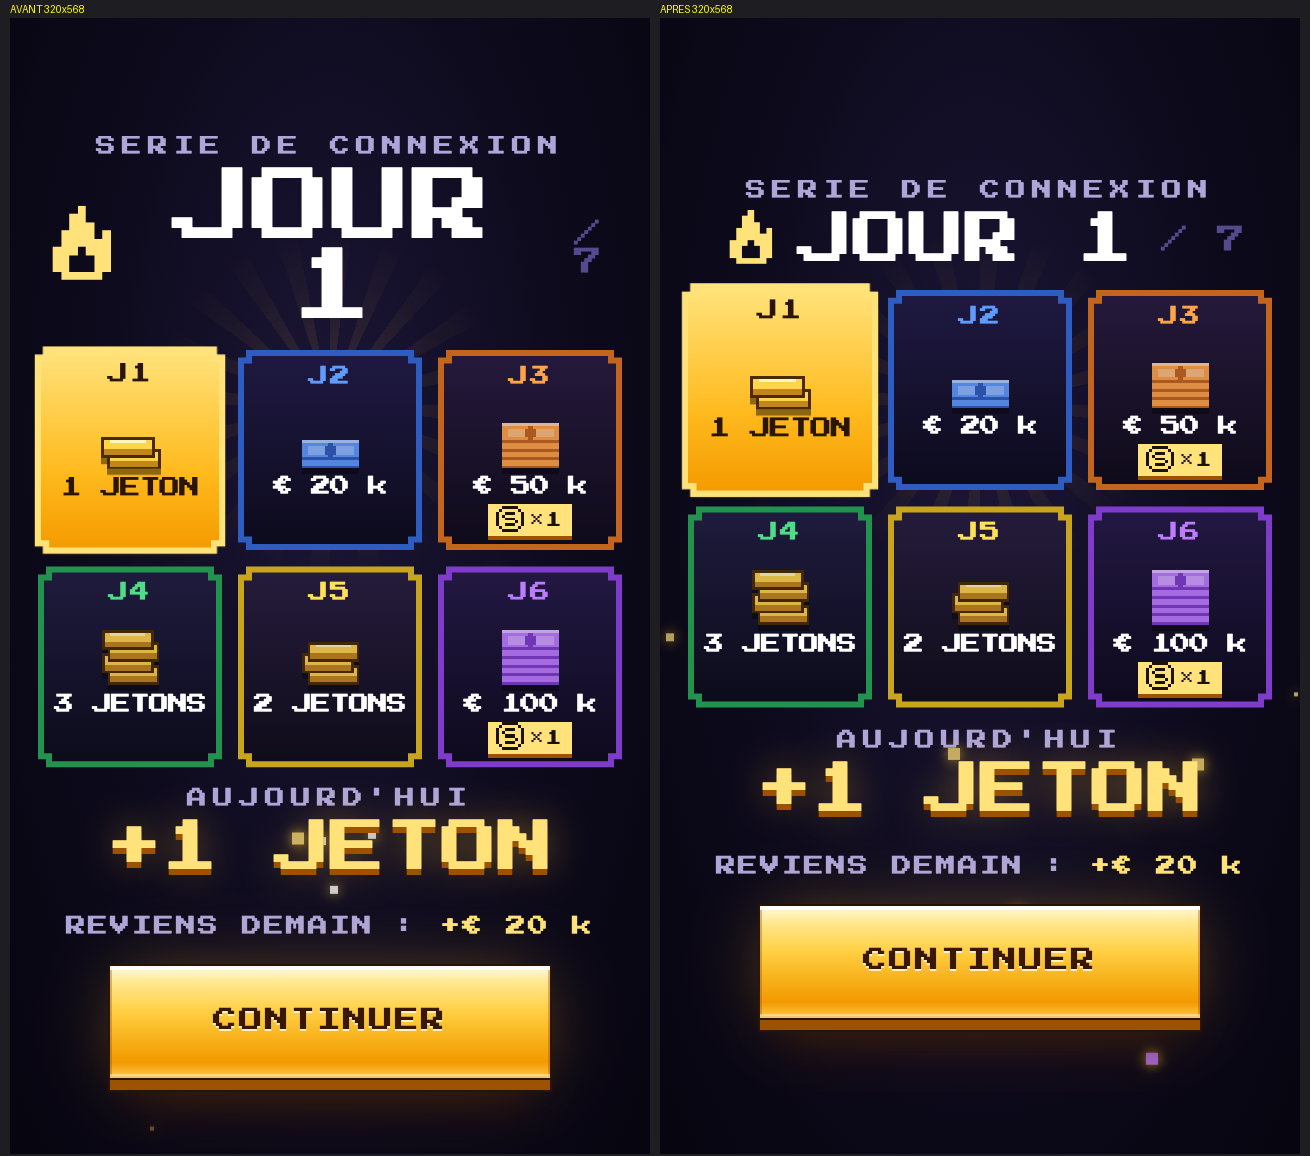 AVANT 320x568
SERIE DE CONNEXION
JOUR
1
/
7
J1
1 JETON
J2
€ 20 k
J3
€ 50 k
S ×1
J4
3 JETONS
J5
2 JETONS
J6
€ 100 k
S ×1
AUJOURD'HUI
+1 JETON
REVIENS DEMAIN : +€ 20 k
CONTINUER
APRES 320x568
SERIE DE CONNEXION
JOUR 1 / 7
J1
1 JETON
J2
€ 20 k
J3
€ 50 k
S ×1
J4
3 JETONS
J5
2 JETONS
J6
€ 100 k
S ×1
AUJOURD'HUI
+1 JETON
REVIENS DEMAIN : +€ 20 k
CONTINUER